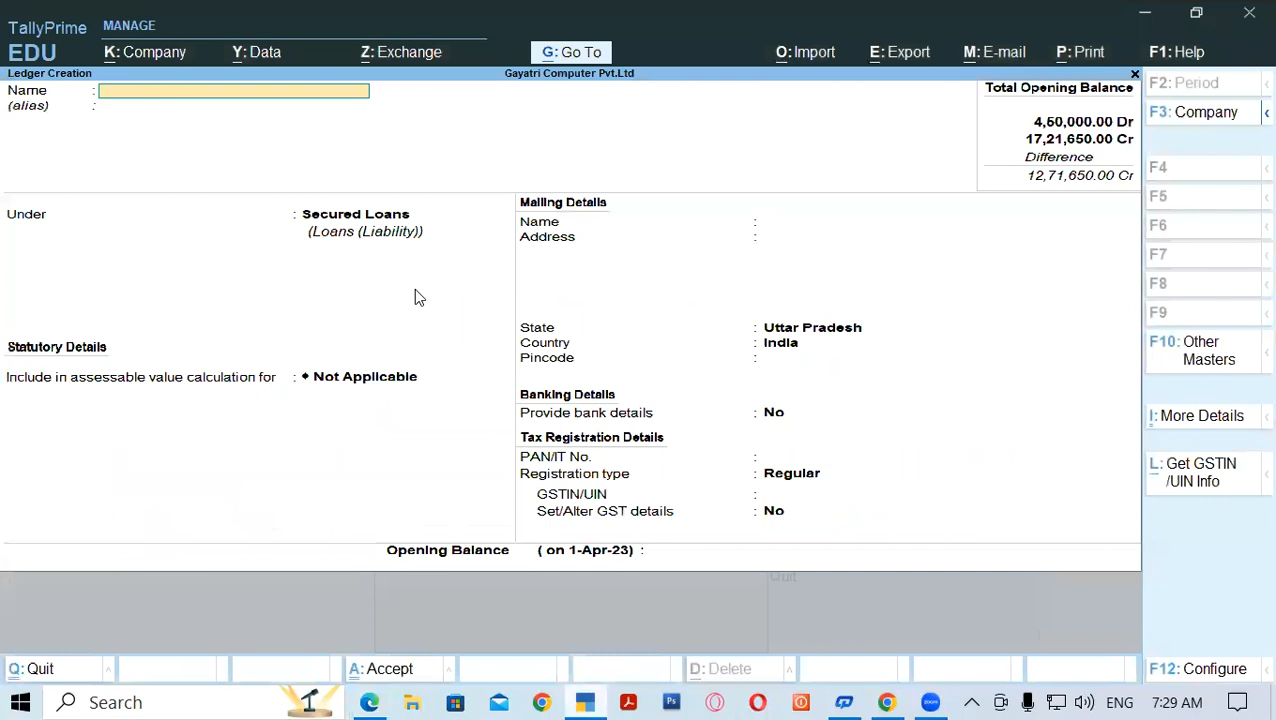 TallyPrime MANAGE
EDU K: Company Y: Data Z: Exchange G: Go To O: Import E: Export M: E-mail P: Print F1: Help
Ledger Creation Gayatri Computer Pvt.Ltd
Name :
(alias) :
Total Opening Balance
4,50,000.00 Dr
17,21,650.00 Cr
Difference
12,71,650.00 Cr
Under : Secured Loans
(Loans (Liability))
Statutory Details
Include in assessable value calculation for : ♦ Not Applicable
Mailing Details
Name :
Address :
State : Uttar Pradesh
Country : India
Pincode :
Banking Details
Provide bank details : No
Tax Registration Details
PAN/IT No. :
Registration type : Regular
GSTIN/UIN :
Set/Alter GST details : No
Opening Balance ( on 1-Apr-23) :
Quit
F2: Period
F3: Company
F4
F5
F6
F7
F8
F9
F10: Other
Masters
I: More Details
L: Get GSTIN
/UIN Info
Q: Quit A: Accept D: Delete F12: Configure
Search ENG 7:29 AM